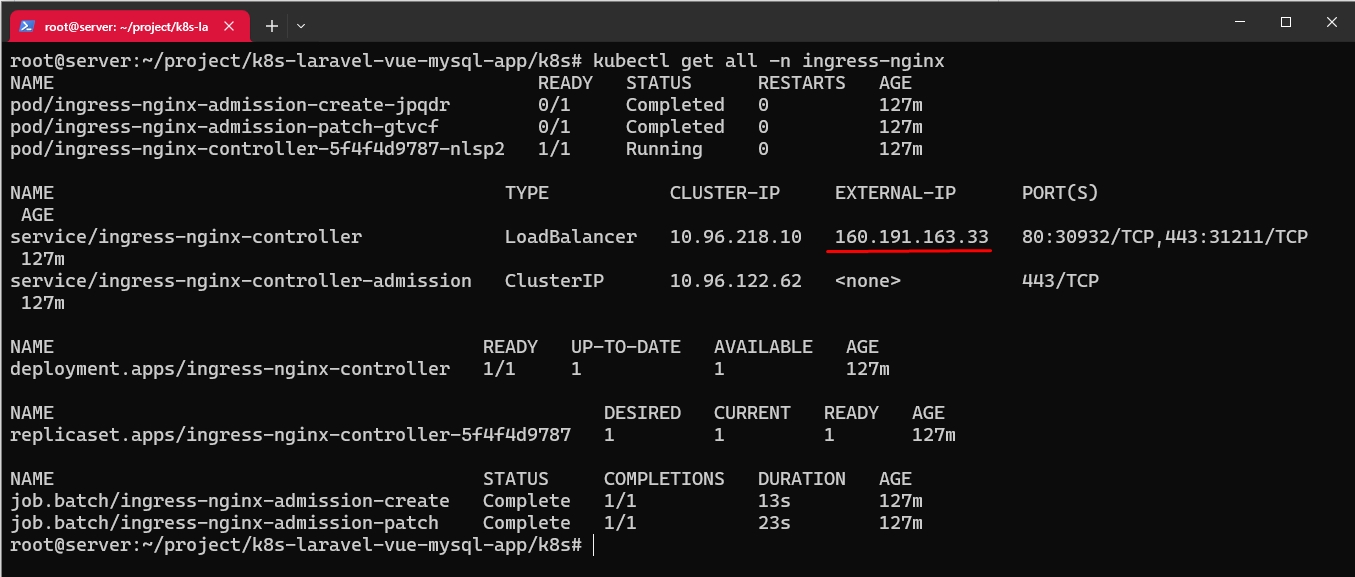 root@server: ~/project/k8s-la
root@server:~/project/k8s-laravel-vue-mysql-app/k8s# kubectl get all -n ingress-nginx
NAME READY STATUS RESTARTS AGE
pod/ingress-nginx-admission-create-jpqdr 0/1 Completed 0 127m
pod/ingress-nginx-admission-patch-gtvcf 0/1 Completed 0 127m
pod/ingress-nginx-controller-5f4f4d9787-nlsp2 1/1 Running 0 127m
NAME TYPE CLUSTER-IP EXTERNAL-IP PORT(S)
AGE
service/ingress-nginx-controller LoadBalancer 10.96.218.10 160.191.163.33 80:30932/TCP,443:31211/TCP
127m
service/ingress-nginx-controller-admission ClusterIP 10.96.122.62 <none> 443/TCP
127m
NAME READY UP-TO-DATE AVAILABLE AGE
deployment.apps/ingress-nginx-controller 1/1 1 1 127m
NAME DESIRED CURRENT READY AGE
replicaset.apps/ingress-nginx-controller-5f4f4d9787 1 1 1 127m
NAME STATUS COMPLETIONS DURATION AGE
job.batch/ingress-nginx-admission-create Complete 1/1 13s 127m
job.batch/ingress-nginx-admission-patch Complete 1/1 23s 127m
root@server:~/project/k8s-laravel-vue-mysql-app/k8s#